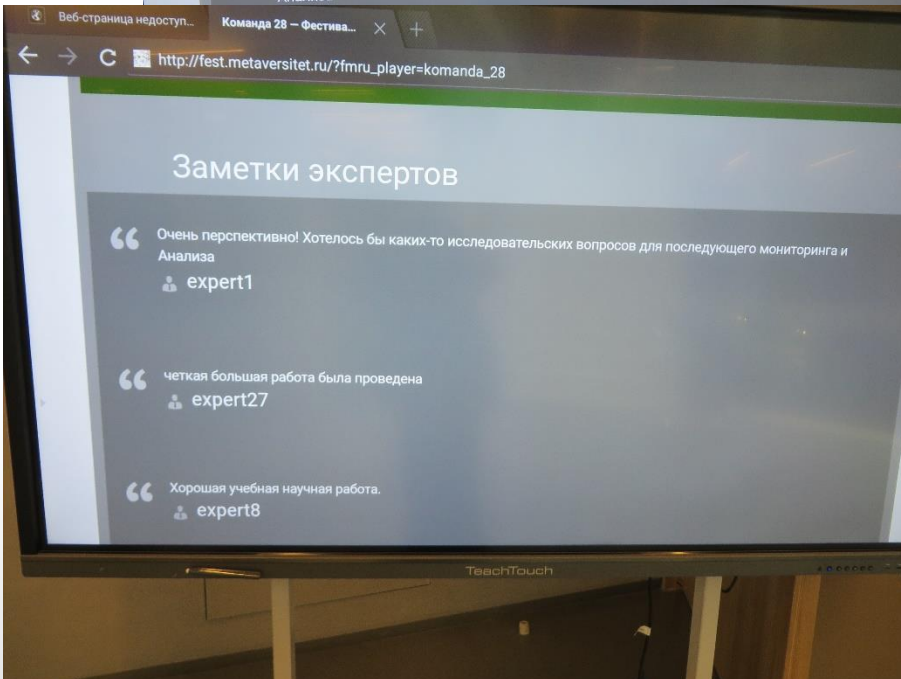 Веб-страница недоступ...
Команда 28 — Фестива...
http://fest.metaversitet.ru/?fmru_player=komanda_28
Заметки экспертов
Очень перспективно! Хотелось бы каких-то исследовательских вопросов для последующего мониторинга и
Анализа
expert1
четкая большая работа была проведена
expert27
Хорошая учебная научная работа.
expert8
TeachTouch